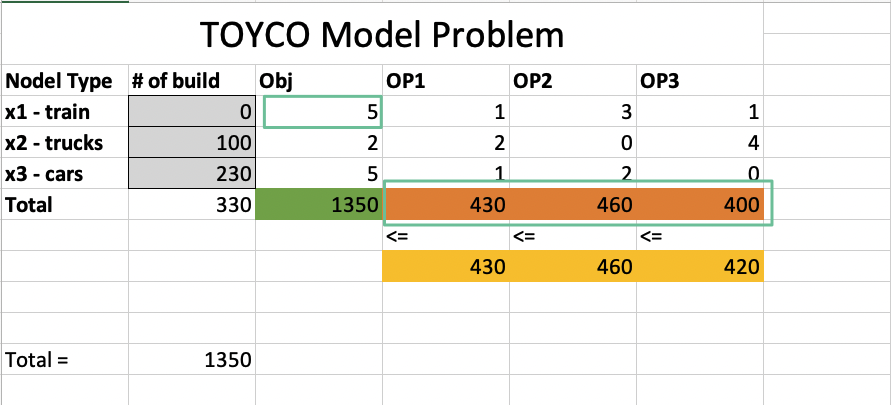 TOYCO Model Problem
Nodel Type # of build Obj OP1 OP2 OP3
x1 - train 0 5 1 3 1
x2 - trucks 100 2 2 0 4
x3 - cars 230 5 1 2 0
Total 330 1350 430 460 400
<= <= <=
430 460 420
Total = 1350